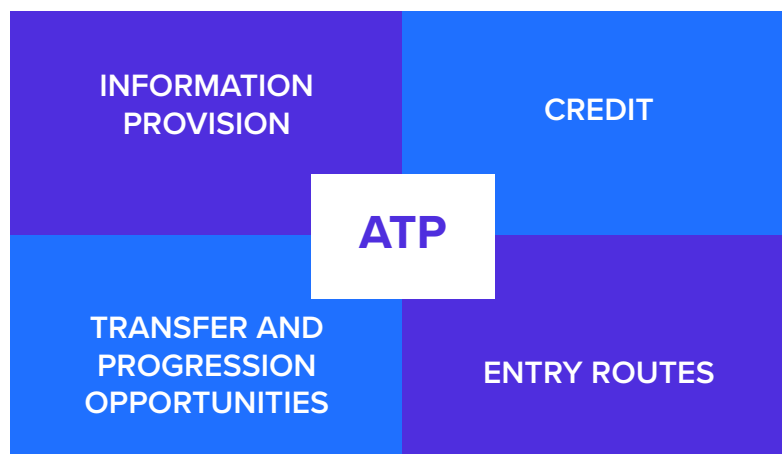 INFORMATION
PROVISION
CREDIT
ATP
TRANSFER AND
PROGRESSION
OPPORTUNITIES
ENTRY ROUTES